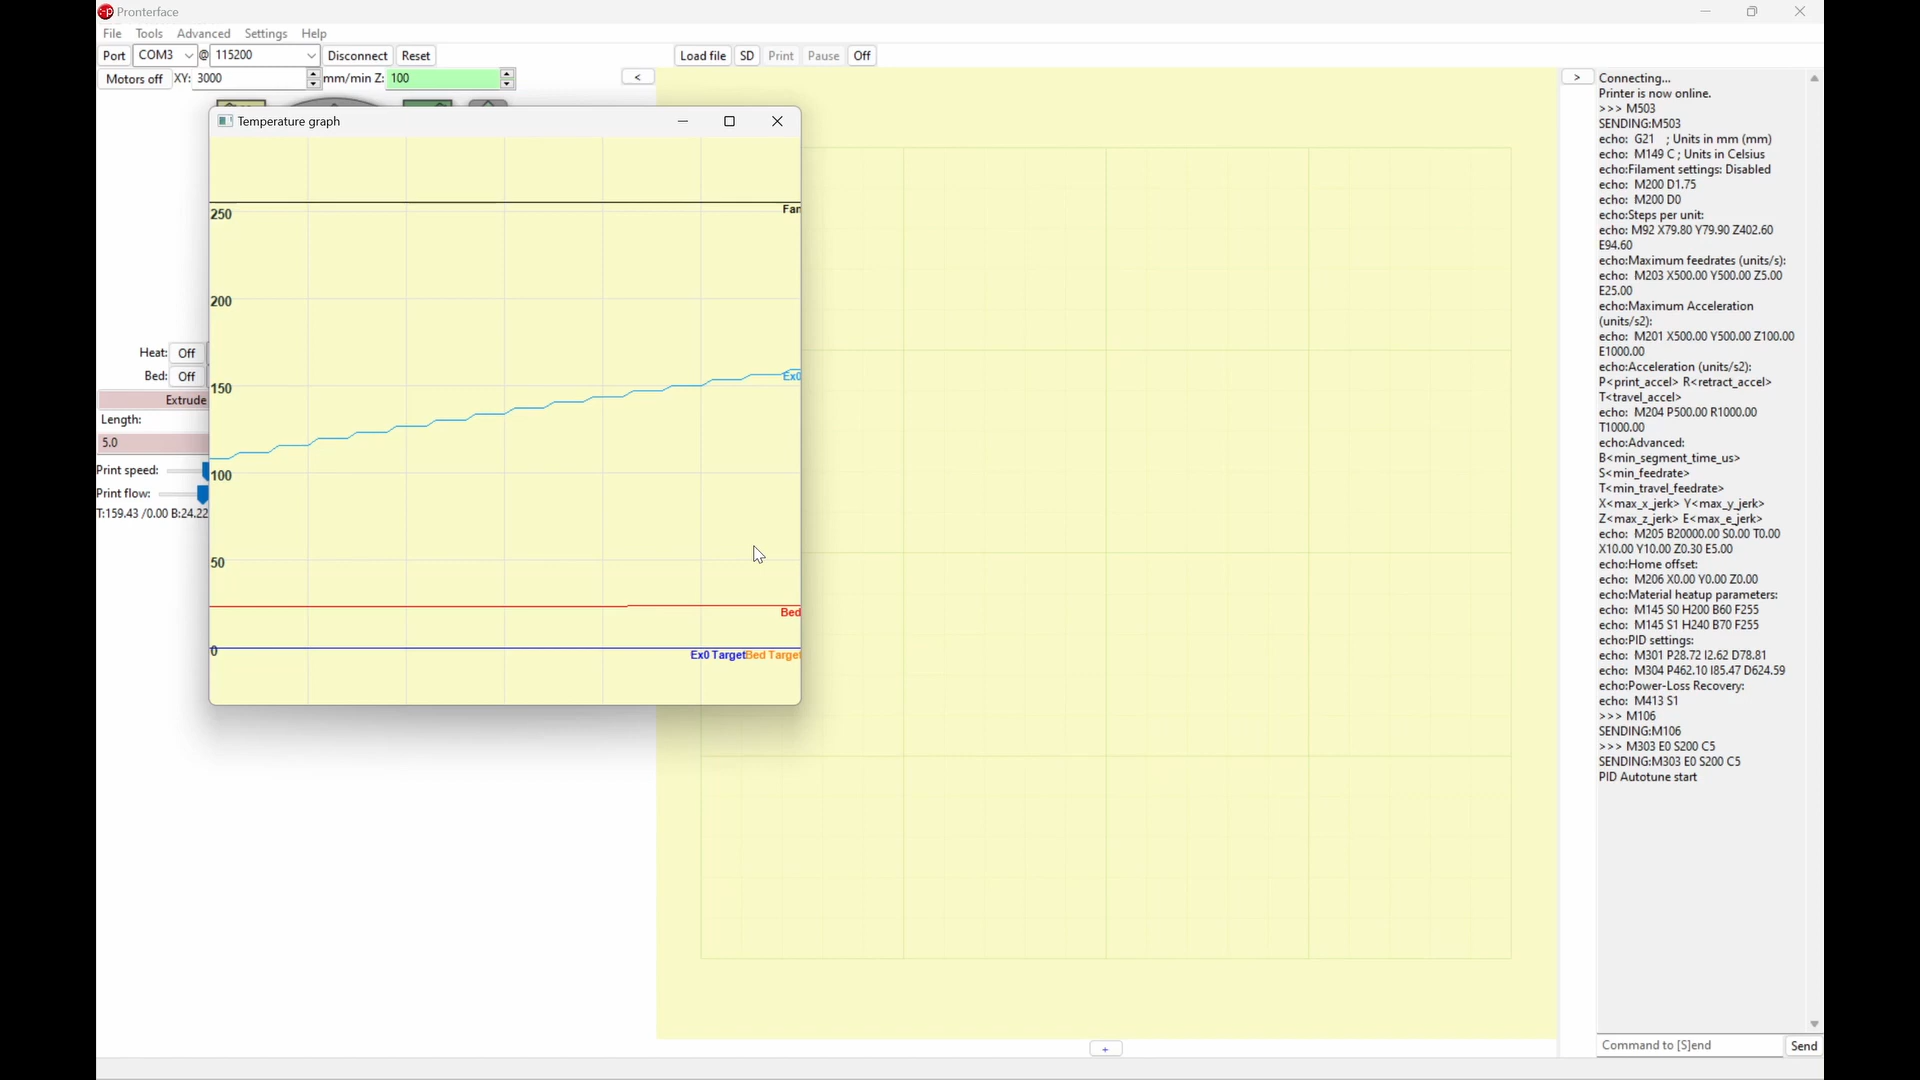 Pronterface
File Tools Advanced Settings Help
Port COM3 @ 115200 Disconnect Reset Load file SD Print Pause Off
Motors off XY: 3000 mm/min Z: 100 < >
Temperature graph
250
200
150
100
50
0
Fan
Ex0
Bed
Ex0 Target Bed Target
Heat: Off
Bed: Off
Extrude
Length:
5.0
Print speed:
Print flow:
T:159.43 /0.00 B:24.22
+
Connecting...
Printer is now online.
>>> M503
SENDING:M503
echo: G21 ; Units in mm (mm)
echo: M149 C ; Units in Celsius
echo:Filament settings: Disabled
echo: M200 D1.75
echo: M200 D0
echo:Steps per unit:
echo: M92 X79.80 Y79.90 Z402.60
E94.60
echo:Maximum feedrates (units/s):
echo: M203 X500.00 Y500.00 Z5.00
E25.00
echo:Maximum Acceleration
(units/s2):
echo: M201 X500.00 Y500.00 Z100.00
E1000.00
echo:Acceleration (units/s2):
P<print_accel> R<retract_accel>
T<travel_accel>
echo: M204 P500.00 R1000.00
T1000.00
echo:Advanced:
B<min_segment_time_us>
S<min_feedrate>
T<min_travel_feedrate>
X<max_x_jerk> Y<max_y_jerk>
Z<max_z_jerk> E<max_e_jerk>
echo: M205 B20000.00 S0.00 T0.00
X10.00 Y10.00 Z0.30 E5.00
echo:Home offset:
echo: M206 X0.00 Y0.00 Z0.00
echo:Material heatup parameters:
echo: M145 S0 H200 B60 F255
echo: M145 S1 H240 B70 F255
echo:PID settings:
echo: M301 P28.72 I2.62 D78.81
echo: M304 P462.10 I85.47 D624.59
echo:Power-Loss Recovery:
echo: M413 S1
>>> M106
SENDING:M106
>>> M303 E0 S200 C5
SENDING:M303 E0 S200 C5
PID Autotune start
Command to [S]end Send